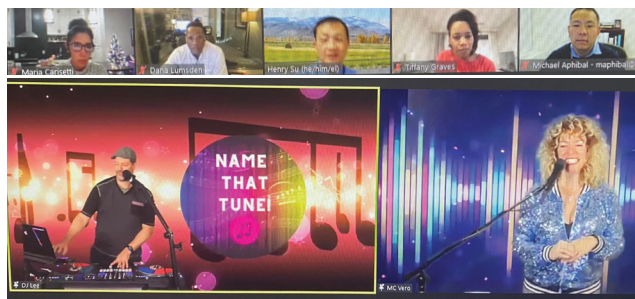 Maria Carisetti
Dana Lumsden
Henry Su (he/him/el)
Tiffany Graves
Michael Aphibal - maphibal©
NAME
THAT
TUNE!
DJ Lee
MC Vero